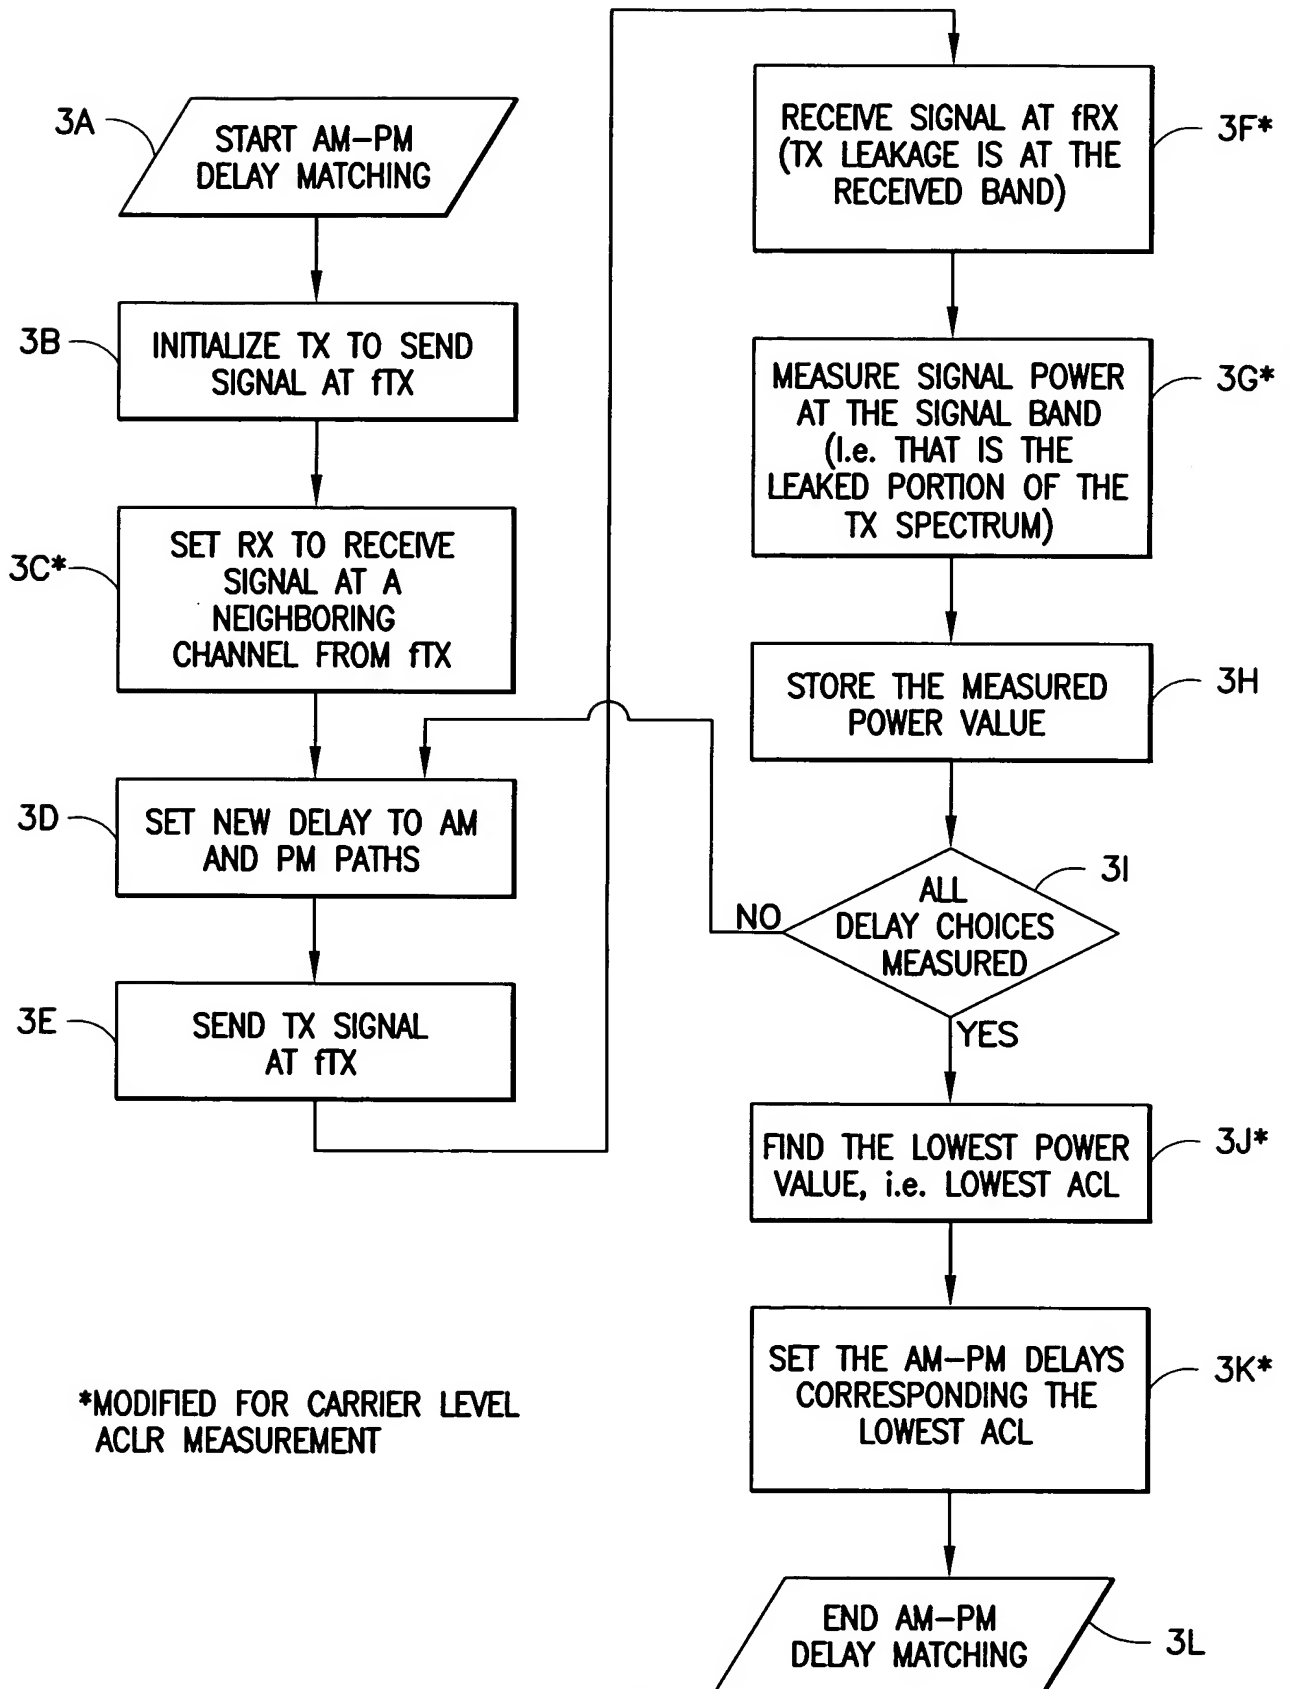 3A
START AM-PM
DELAY MATCHING
3B
INITIALIZE TX TO SEND
SIGNAL AT fTX
3C*
SET RX TO RECEIVE
SIGNAL AT A
NEIGHBORING
CHANNEL FROM fTX
3D
SET NEW DELAY TO AM
AND PM PATHS
3E
SEND TX SIGNAL
AT fTX
RECEIVE SIGNAL AT fRX
(TX LEAKAGE IS AT THE
RECEIVED BAND)
3F*
MEASURE SIGNAL POWER
AT THE SIGNAL BAND
(I.e. THAT IS THE
LEAKED PORTION OF THE
TX SPECTRUM)
3G*
STORE THE MEASURED
POWER VALUE
3H
ALL
DELAY CHOICES
MEASURED
3I
NO
YES
FIND THE LOWEST POWER
VALUE, i.e. LOWEST ACL
3J*
SET THE AM-PM DELAYS
CORRESPONDING THE
LOWEST ACL
3K*
END AM-PM
DELAY MATCHING
3L
*MODIFIED FOR CARRIER LEVEL
ACLR MEASUREMENT